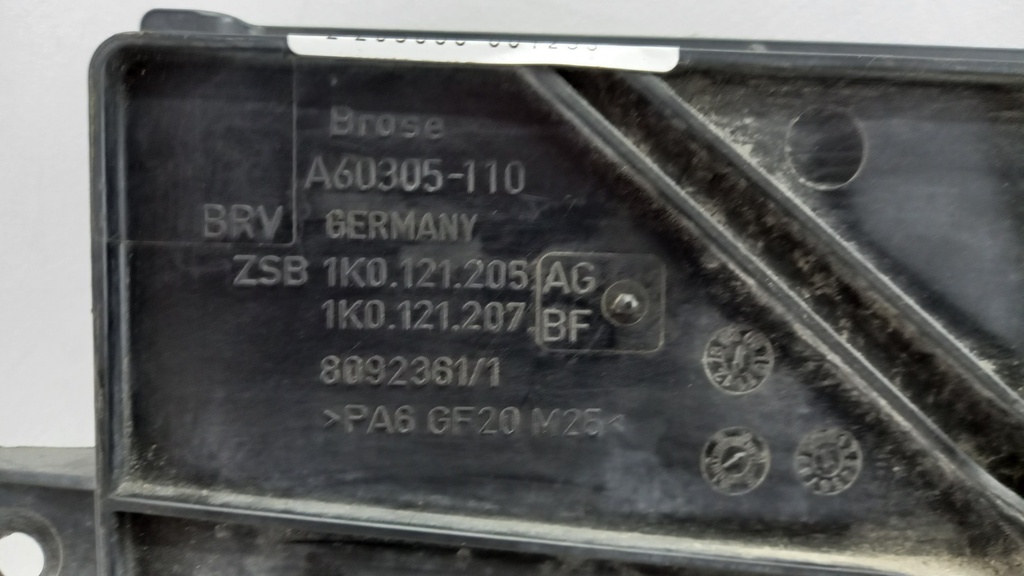 Brose
A60305-110
BRV GERMANY
ZSB 1K0.121.205 AG
1K0.121.207. BF
8092361/1
>PA6 GF20 M25<